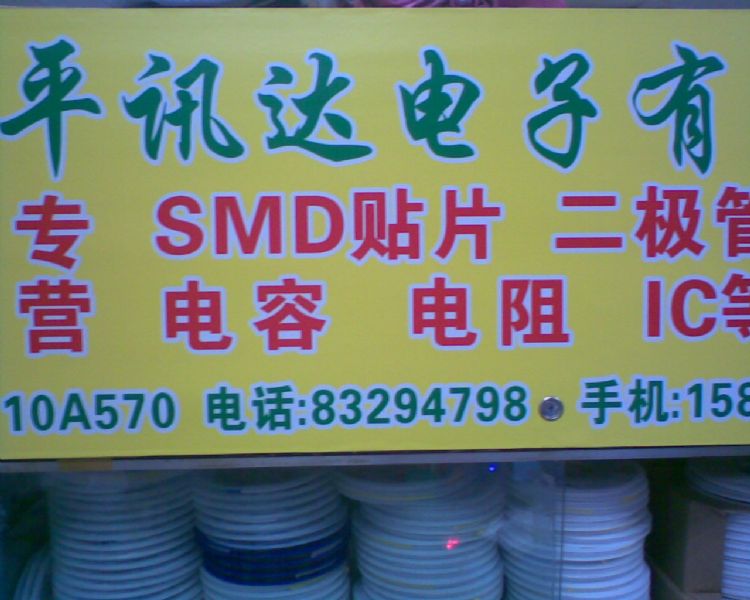 平讯达电子有
专营 SMD贴片 二极管
电容 电阻 IC等
10A570 电话:83294798 手机:158